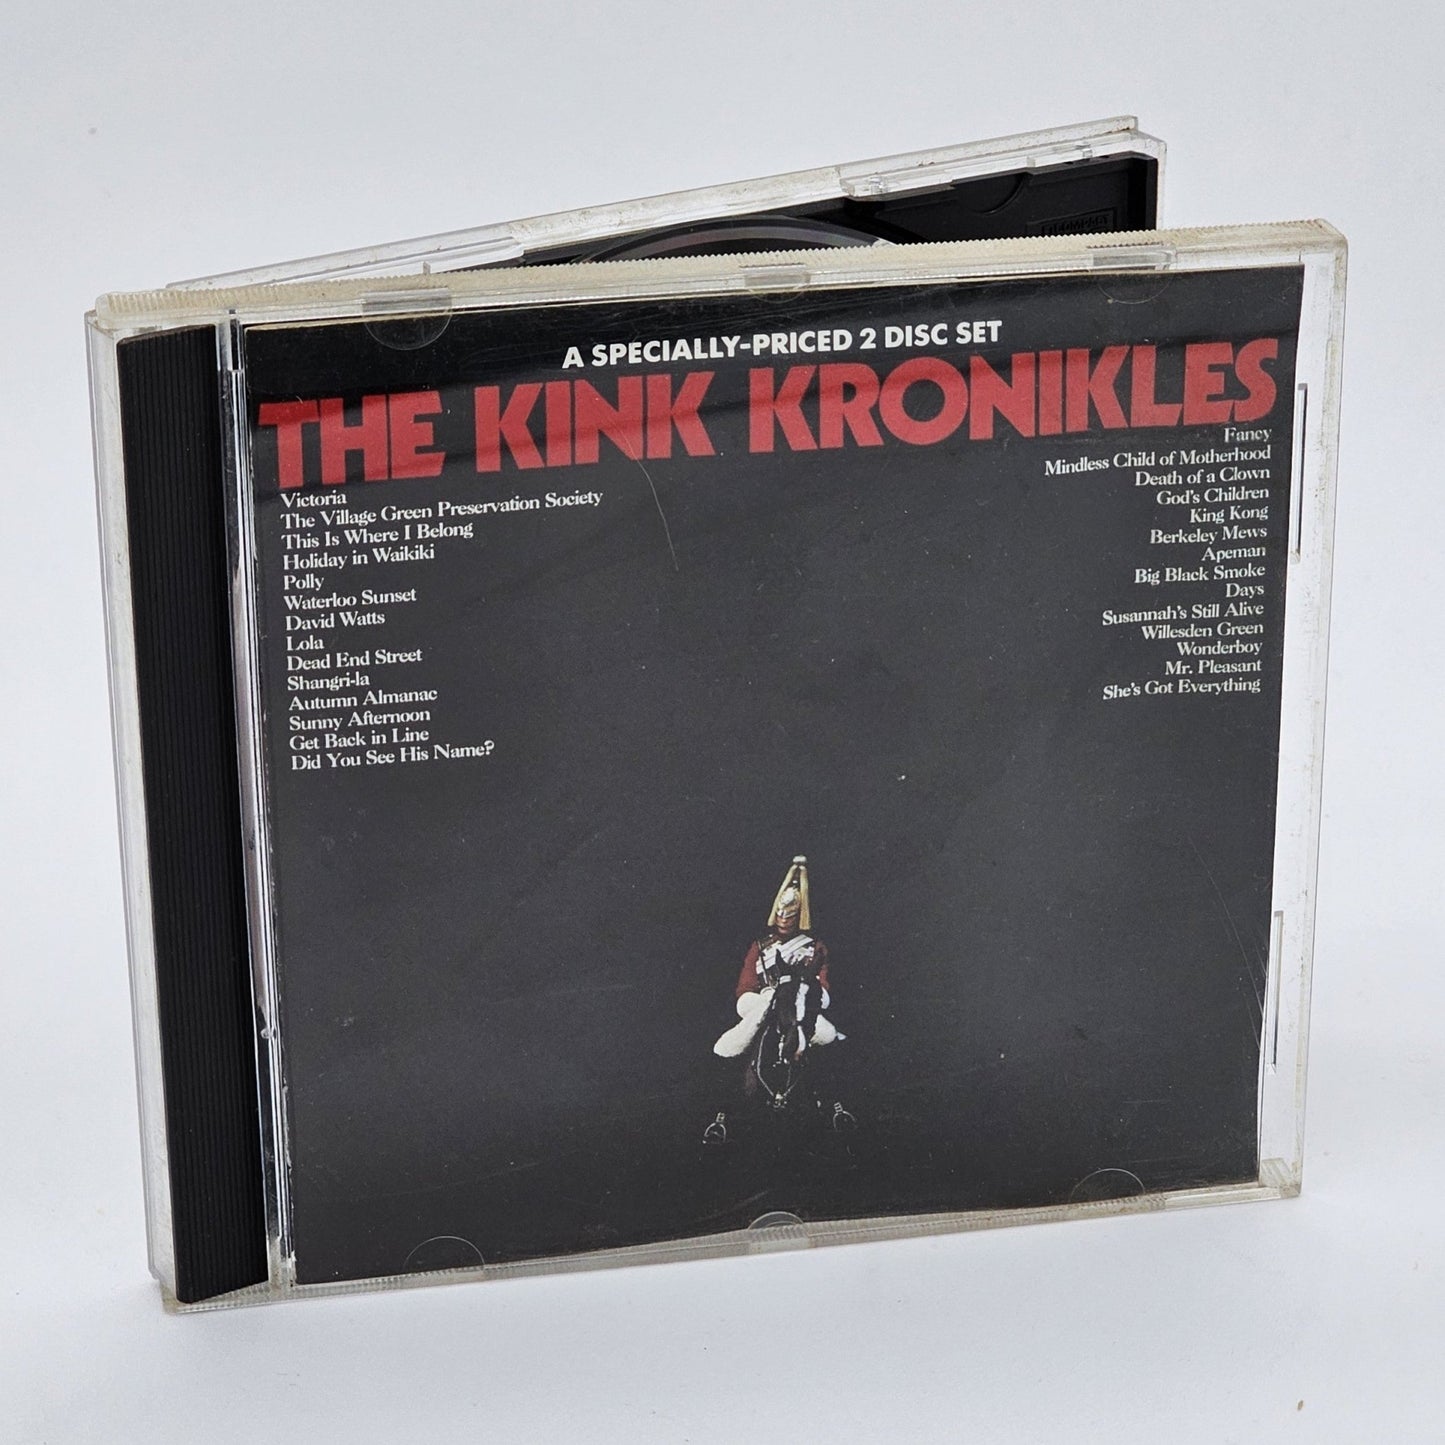 A SPECIALLY-PRICED 2 DISC SET
THE KINK KRONIKLES
Victoria
The Village Green Preservation Society
This Is Where I Belong
Holiday in Waikiki
Polly
Waterloo Sunset
David Watts
Lola
Dead End Street
Shangri-la
Autumn Almanac
Sunny Afternoon
Get Back in Line
Did You See His Name?
Fancy
Mindless Child of Motherhood
Death of a Clown
God's Children
King Kong
Berkeley Mews
Apeman
Big Black Smoke
Days
Susannah's Still Alive
Willesden Green
Wonderboy
Mr. Pleasant
She's Got Everything